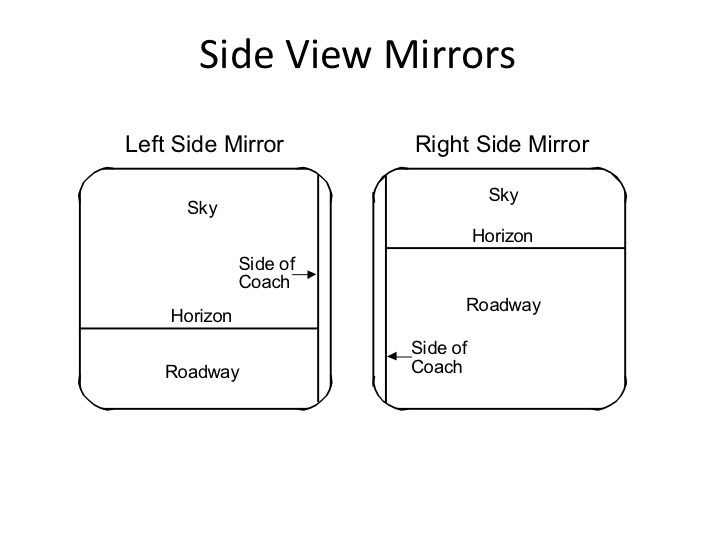 Side View Mirrors
Left Side Mirror
Sky
Side of
Coach
Horizon
Roadway
Right Side Mirror
Sky
Horizon
Roadway
Side of
Coach